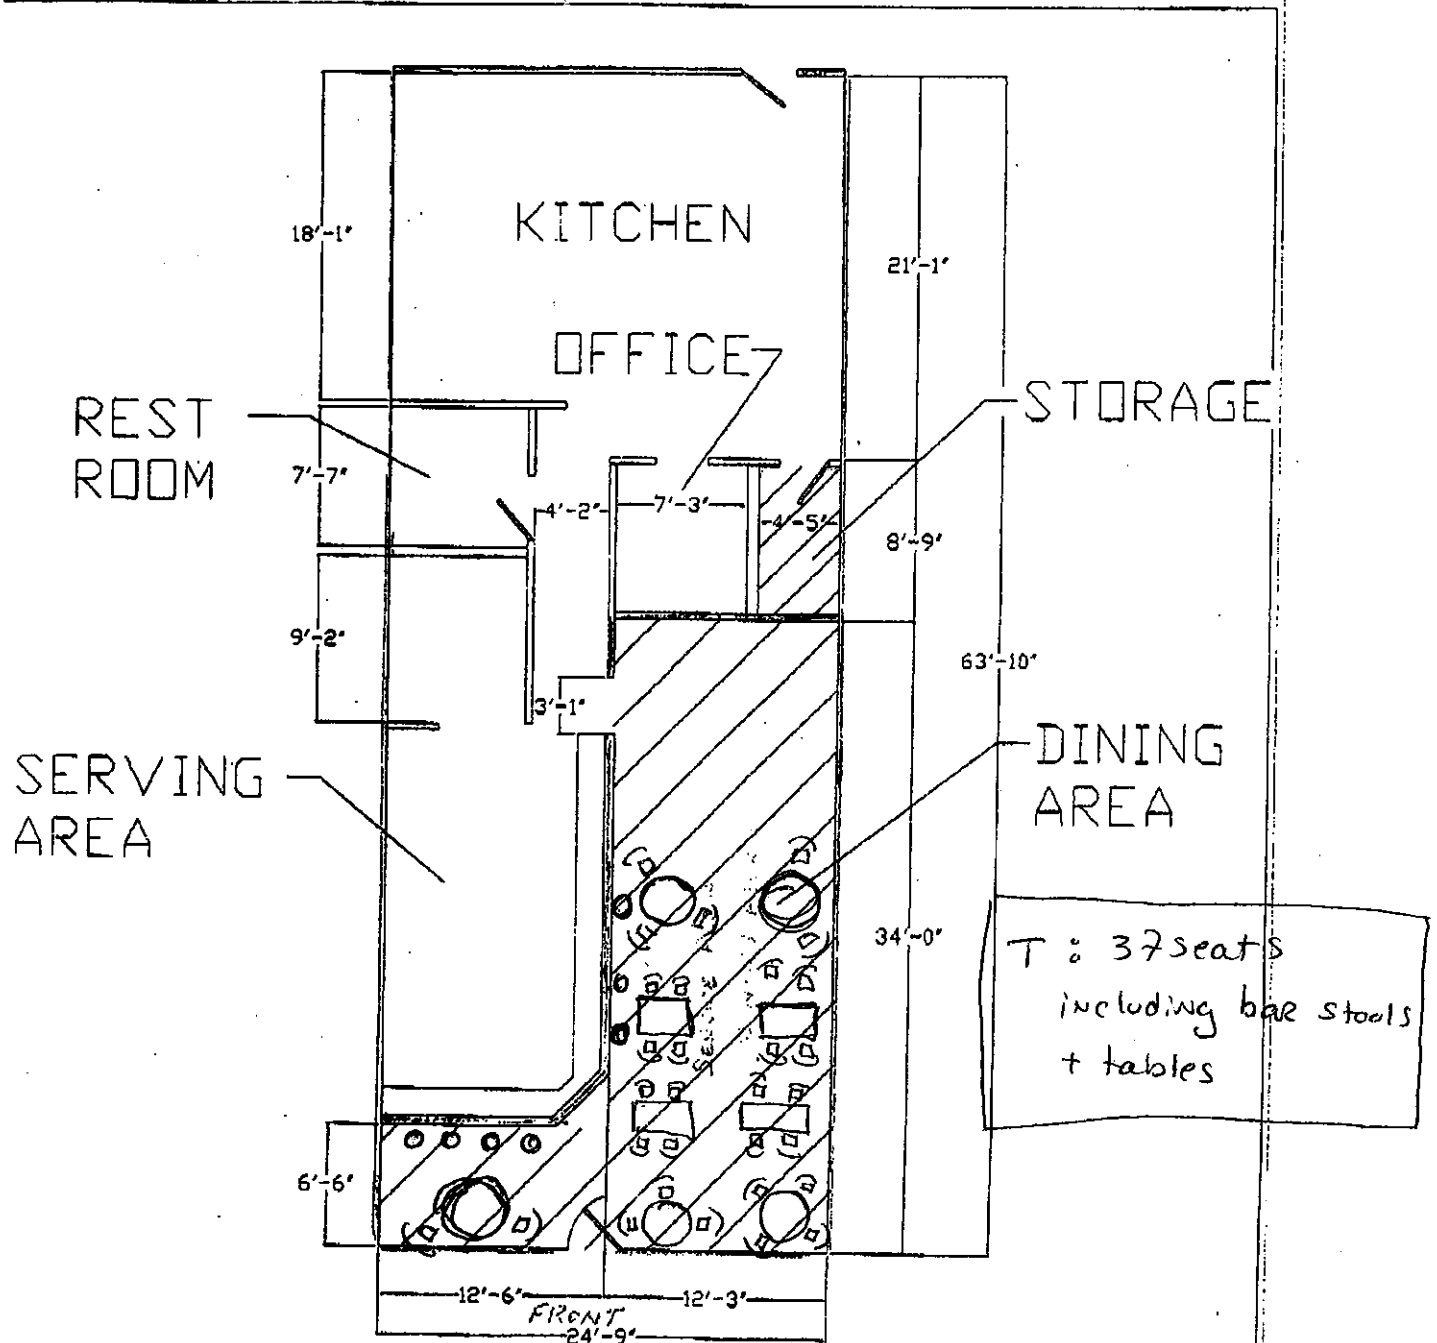 18'-1"
KITCHEN
21'-1"
OFFICE
STORAGE
REST
ROOM
7'-7"
4'-2"
7'-3"
4'-5"
8'-9"
9'-2"
63'-10"
3'-1"
SERVING
AREA
DINING
AREA
34'-0"
T : 37 seats
including bar stools
+ tables
6'-6"
12'-6"
12'-3"
FRONT
24'-9"